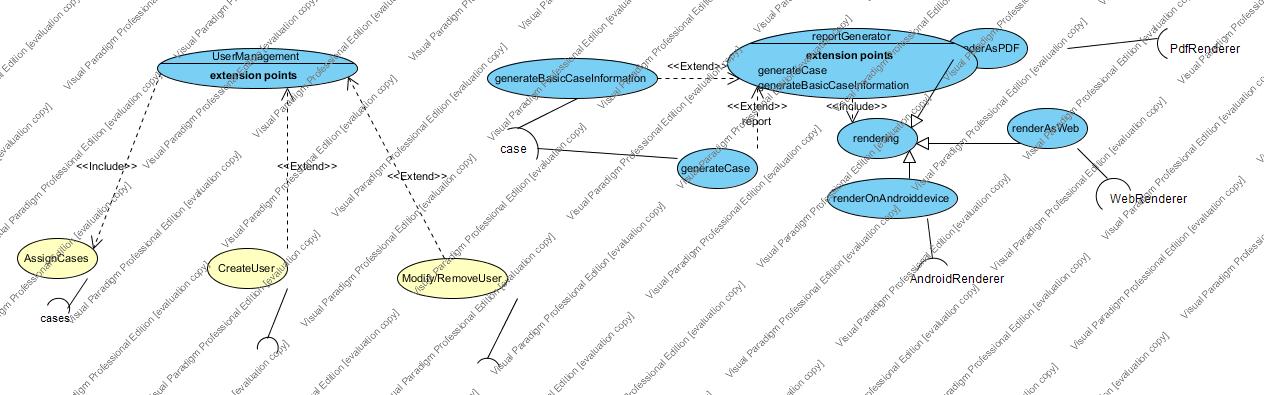 UserManagement
extension points
<<Include>>
<<Extend>>
<<Extend>>
AssignCases
cases
CreateUser
Modify/RemoveUser
generateBasicCaseInformation
<<Extend>>
case
generateCase
<<Extend>>
report
reportGenerator
extension points
generateCase
generateBasicCaseInformation
<<Include>>
rendering
renderOnAndroiddevice
AndroidRenderer
derAsPDF
PdfRenderer
renderAsWeb
WebRenderer
Visual Paradigm Professional Edition [evaluation copy]